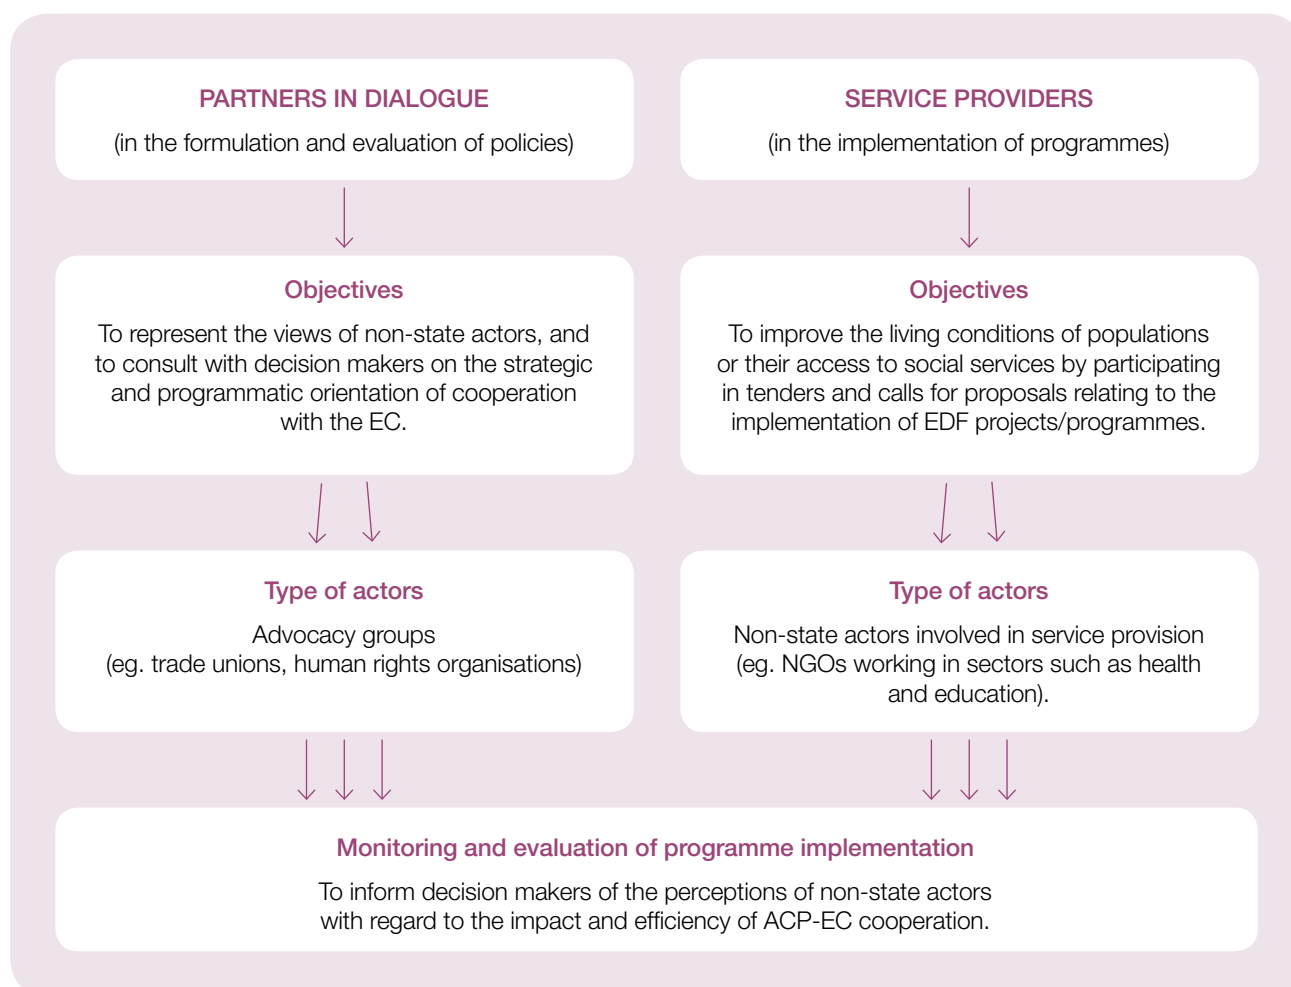 PARTNERS IN DIALOGUE
(in the formulation and evaluation of policies)
Objectives
To represent the views of non-state actors, and
to consult with decision makers on the strategic
and programmatic orientation of cooperation
with the EC.
Type of actors
Advocacy groups
(eg. trade unions, human rights organisations)
SERVICE PROVIDERS
(in the implementation of programmes)
Objectives
To improve the living conditions of populations
or their access to social services by participating
in tenders and calls for proposals relating to the
implementation of EDF projects/programmes.
Type of actors
Non-state actors involved in service provision
(eg. NGOs working in sectors such as health
and education).
Monitoring and evaluation of programme implementation
To inform decision makers of the perceptions of non-state actors
with regard to the impact and efficiency of ACP-EC cooperation.